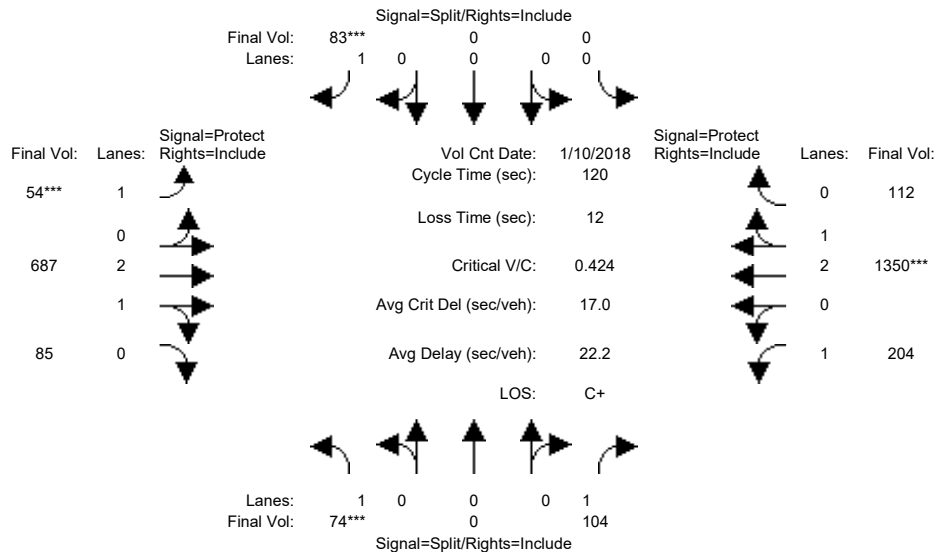 Signal=Split/Rights=Include
Final Vol: 83*** 0 0
Lanes: 1 0 0 0 0
Signal=Protect Signal=Protect
Final Vol: Lanes: Rights=Include Vol Cnt Date: 1/10/2018 Rights=Include Lanes: Final Vol:
Cycle Time (sec): 120
54*** 1 0 112
Loss Time (sec): 12
0 1
687 2 Critical V/C: 0.424 2 1350***
1 Avg Crit Del (sec/veh): 17.0 0
85 0 Avg Delay (sec/veh): 22.2 1 204
LOS: C+
Lanes: 1 0 0 0 1
Final Vol: 74*** 0 104
Signal=Split/Rights=Include